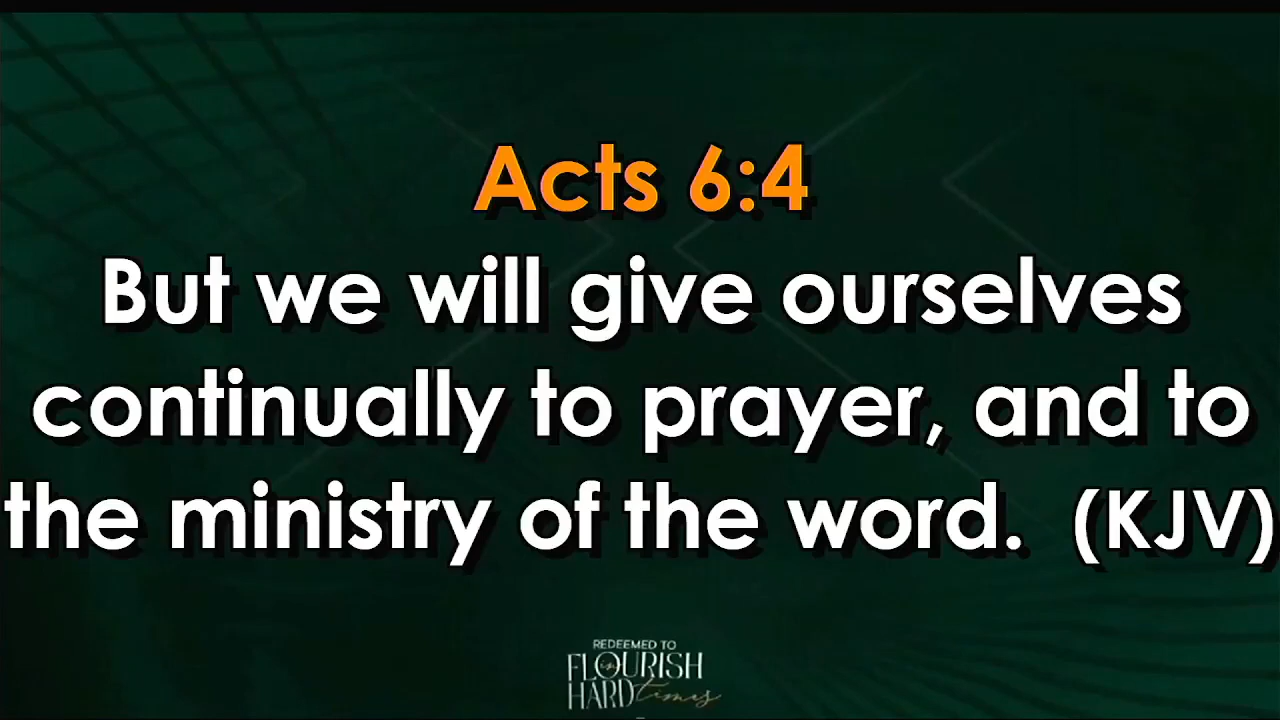 Acts 6:4
But we will give ourselves
continually to prayer, and to
the ministry of the word. (KJV)
REDEEMED TO
FLOURISH
in
HARD times